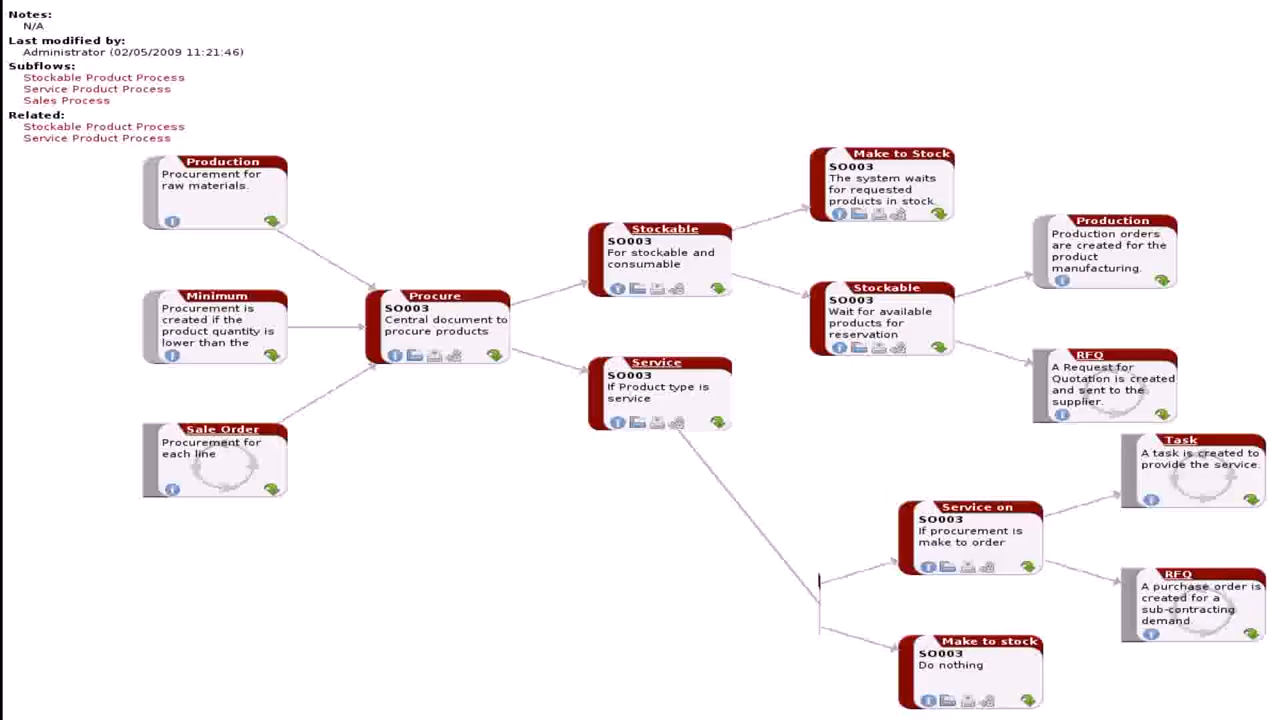 Notes:
N/A
Last modified by:
Administrator (02/05/2009 11:21:46)
Subflows:
Stockable Product Process
Service Product Process
Sales Process
Related:
Stockable Product Process
Service Product Process
Production
Procurement for
raw materials.
Minimum
Procurement is
created if the
product quantity is
lower than the
Sale Order
Procurement for
each line
Procure
SO003
Central document to
procure products
Stockable
SO003
For stockable and
consumable
Service
SO003
If Product type is
service
Make to Stock
SO003
The system waits
for requested
products in stock.
Stockable
SO003
Wait for available
products for
reservation
Production
Production orders
are created for the
product
manufacturing.
RFQ
A Request for
Quotation is created
and sent to the
supplier.
Service on
SO003
If procurement is
make to order
Make to stock
SO003
Do nothing
Task
A task is created to
provide the service.
RFQ
A purchase order is
created for a
sub-contracting
demand.